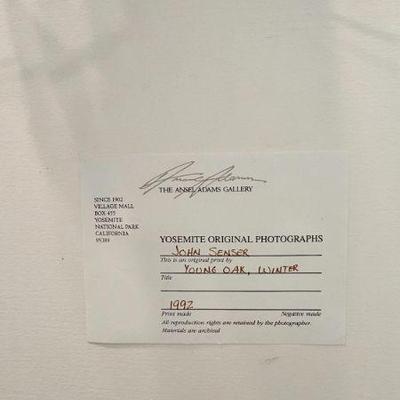 Ansel Adams
THE ANSEL ADAMS GALLERY
SINCE 1902
VILLAGE MALL
BOX 455
YOSEMITE
NATIONAL PARK
CALIFORNIA
95389
YOSEMITE ORIGINAL PHOTOGRAPHS
JOHN SENSER
This is an original print by
YOUNG OAK, WINTER
Title
1992
Print made Negative made
All reproduction rights are retained by the photographer.
Materials are archival